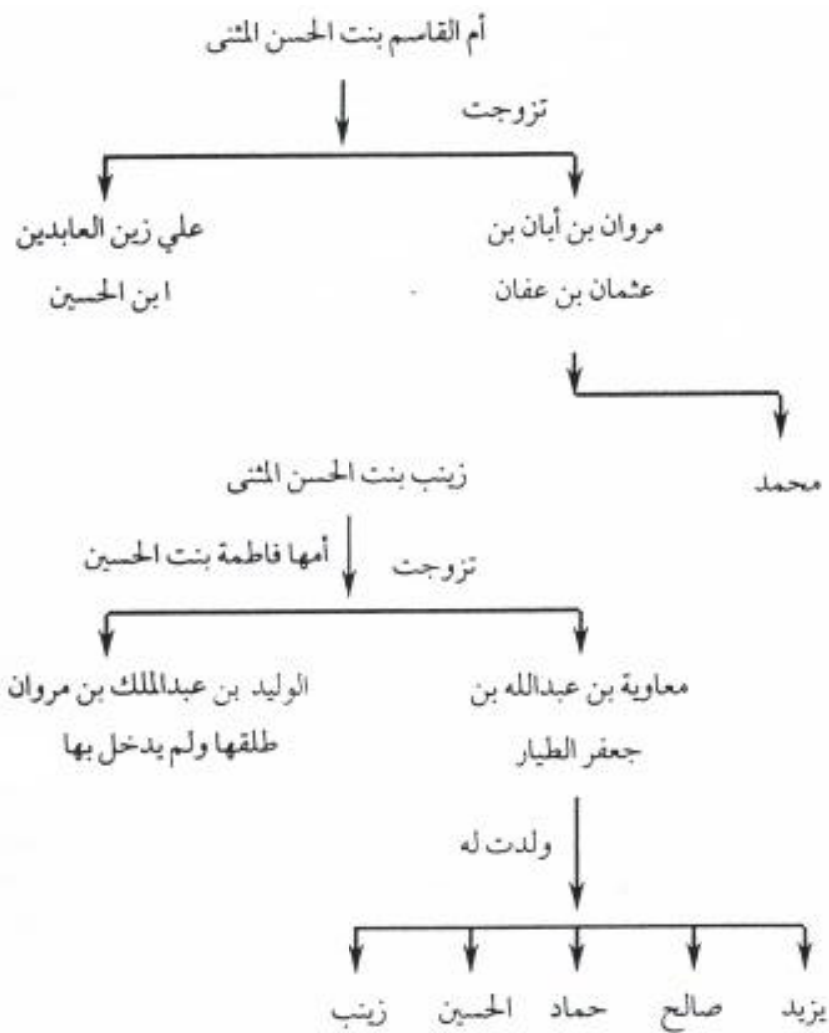 أم القاسم بنت الحسن المثنى
تزوجت
مروان بن أبان بن
عثمان بن عفان
علي زين العابدين
ابن الحسين
محمد
زينب بنت الحسن المثنى
تزوجت
أمها فاطمة بنت الحسين
معاوية بن عبدالله بن
جعفر الطيار
الوليد بن عبدالملك بن مروان
طلقها ولم يدخل بها
ولدت له
يزيد صالح حماد الحسين زينب